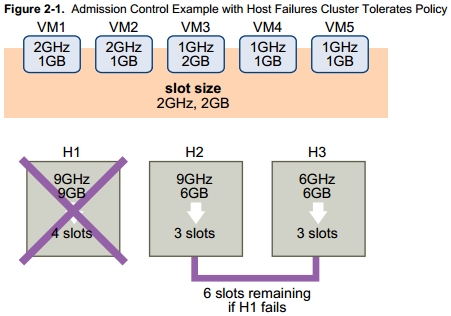 Figure 2-1. Admission Control Example with Host Failures Cluster Tolerates Policy
VM1 VM2 VM3 VM4 VM5
2GHz 2GHz 1GHz 1GHz 1GHz
1GB 1GB 2GB 1GB 1GB
slot size
2GHz, 2GB
H1 H2 H3
9GHz 9GHz 6GHz
9GB 6GB 6GB
4 slots 3 slots 3 slots
6 slots remaining
if H1 fails